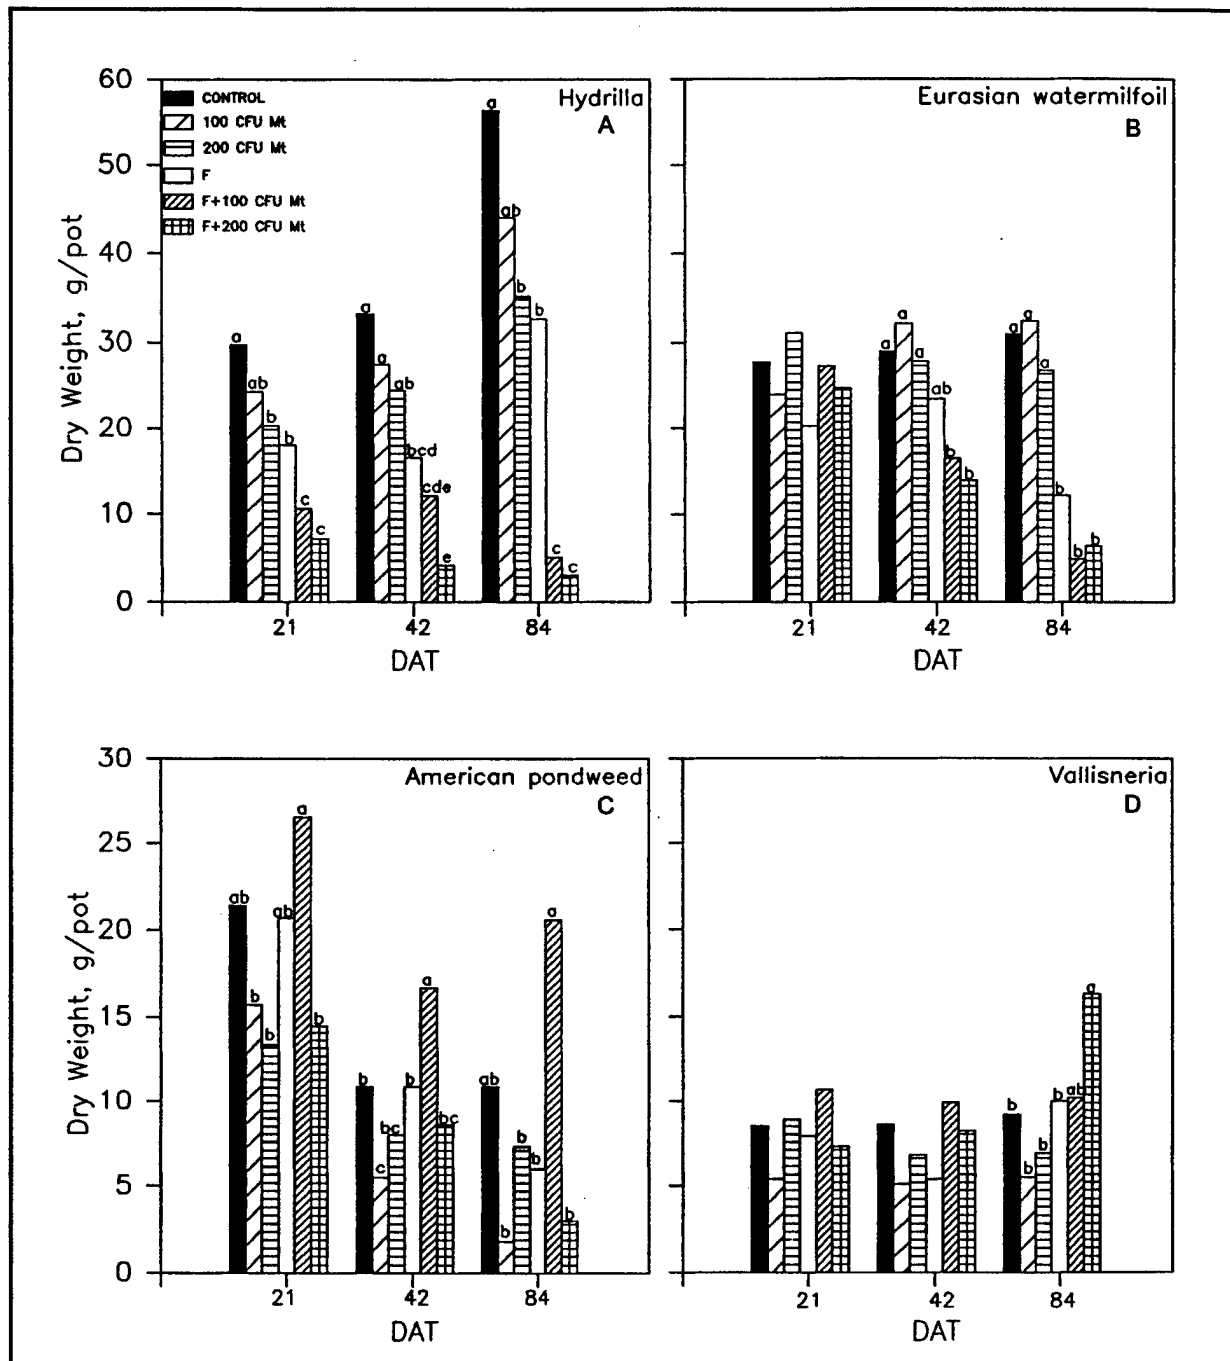 Hydrilla
A
CONTROL
100 CFU Mt
200 CFU Mt
F
F+100 CFU Mt
F+200 CFU Mt
60
50
40
30
20
10
0
Dry Weight, g/pot
a
ab
b
b
c
c
a
a
ab
bcd
cde
e
a
ab
b
b
c
c
21
42
84
DAT
Eurasian watermilfoil
B
a
a
a
ab
b
b
a
a
a
b
b
b
21
42
84
DAT
American pondweed
C
30
25
20
15
10
5
0
Dry Weight, g/pot
ab
b
b
ab
a
b
b
c
bc
b
a
bc
ab
b
b
b
a
b
21
42
84
DAT
Vallisneria
D
b
b
b
b
ab
a
21
42
84
DAT